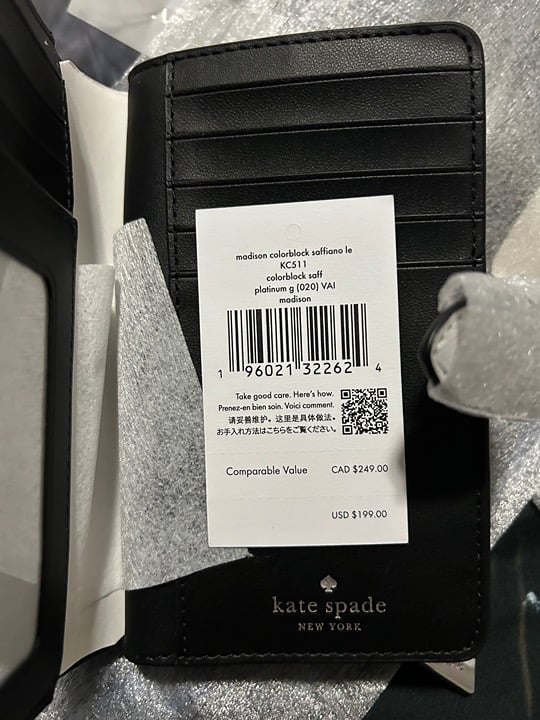 madison colorblock saffiano le
KC511
colorblock saff
platinum g (020) VAI
madison
1 96021 32262 4
Take good care. Here's how.
Prenez-en bien soin. Voici comment.
请妥善维护。这里是具体做法。
お手入れ方法はこちらをご覧ください。
Comparable Value CAD $249.00
USD $199.00
kate spade
NEW YORK